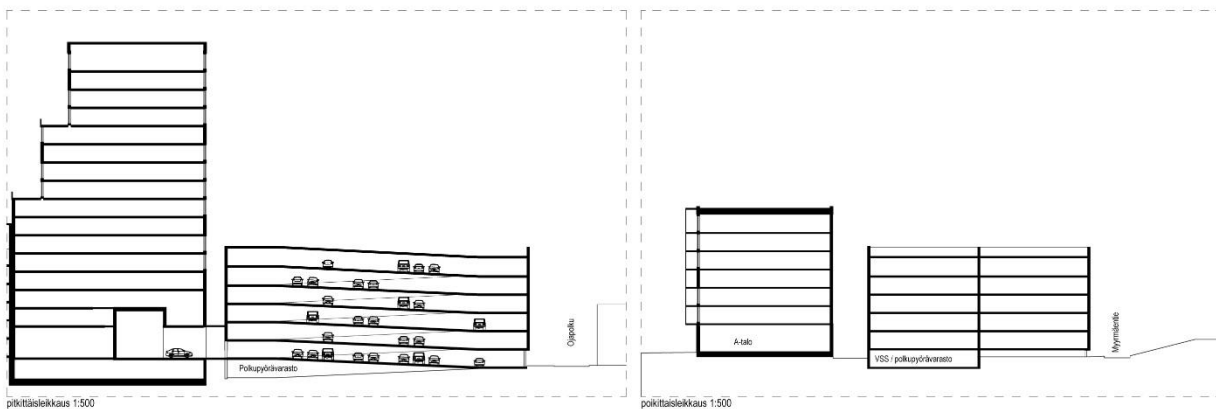 Ojapolku
Polkupyörävarasto
pitkittäisleikkaus 1:500
A-talo
VSS / polkupyörävarasto
Myyrmäentie
poikittaisleikkaus 1:500